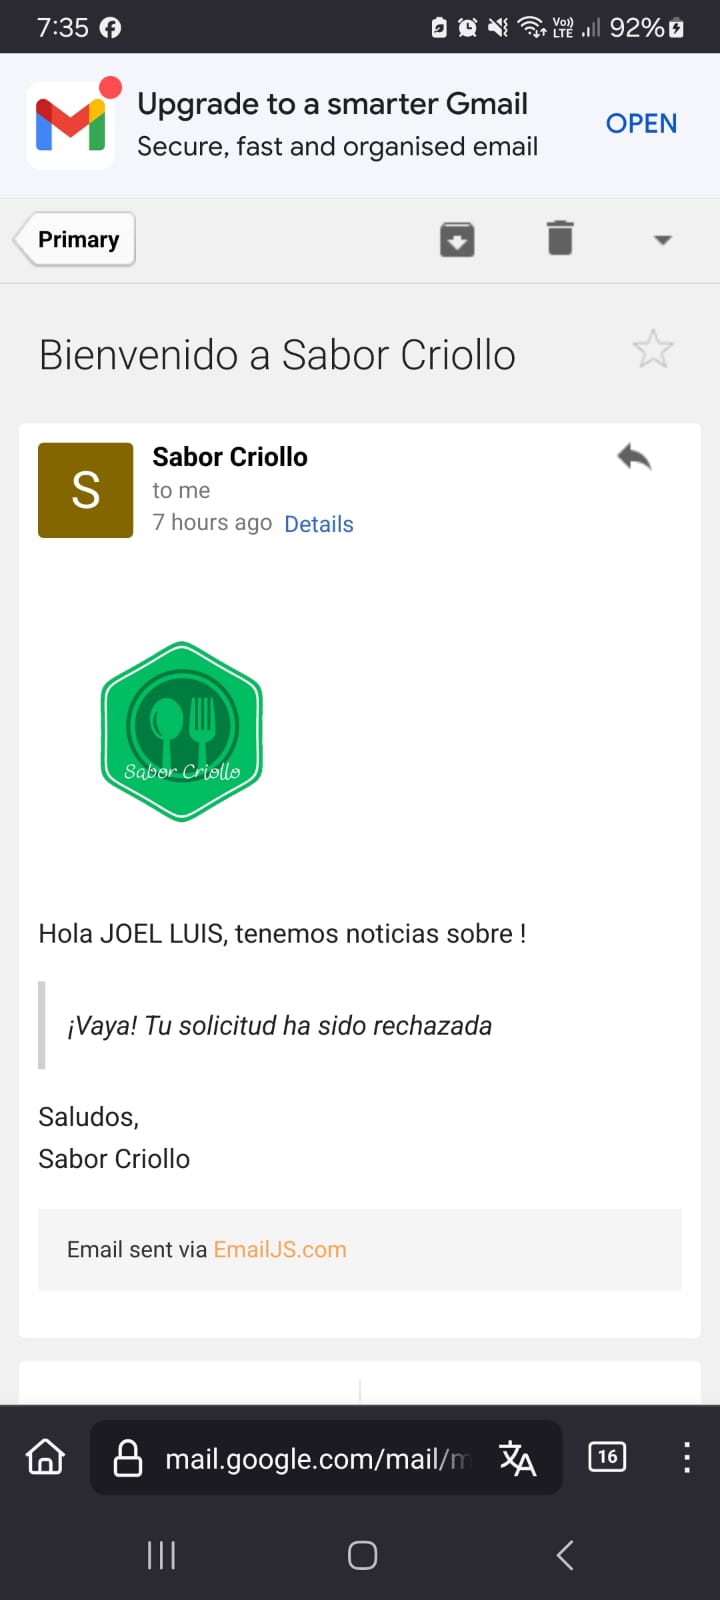 7:35
Vo))
LTE
92%
Upgrade to a smarter Gmail
Secure, fast and organised email
OPEN
Primary
Bienvenido a Sabor Criollo
S
Sabor Criollo
to me
7 hours ago Details
Sabor Criollo
Hola JOEL LUIS, tenemos noticias sobre !
¡Vaya! Tu solicitud ha sido rechazada
Saludos,
Sabor Criollo
Email sent via EmailJS.com
mail.google.com/mail/m
16